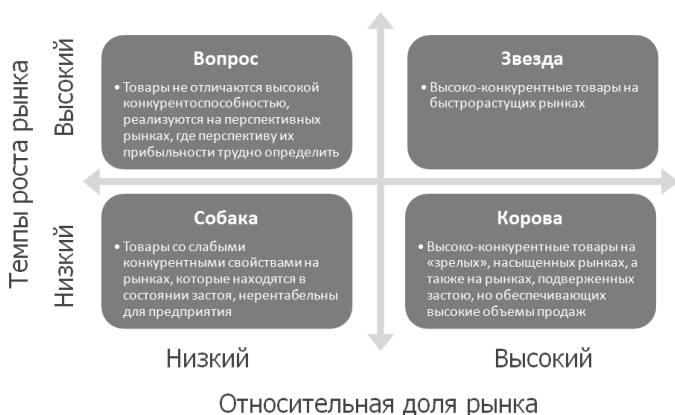 Темпы роста рынка
Высокий
Низкий
Вопрос
• Товары не отличаются высокой
конкурентоспособностью,
реализуются на перспективных
рынках, где перспективу их
прибыльности трудно определить
Звезда
• Высоко-конкурентные товары на
быстрорастущих рынках
Собака
• Товары со слабыми
конкурентными свойствами на
рынках, которые находятся в
состоянии застоя, нерентабельны
для предприятия
Корова
• Высоко-конкурентные товары на
«зрелых», насыщенных рынках, а
также на рынках, подверженных
застою, но обеспечивающих
высокие объемы продаж
Низкий
Высокий
Относительная доля рынка